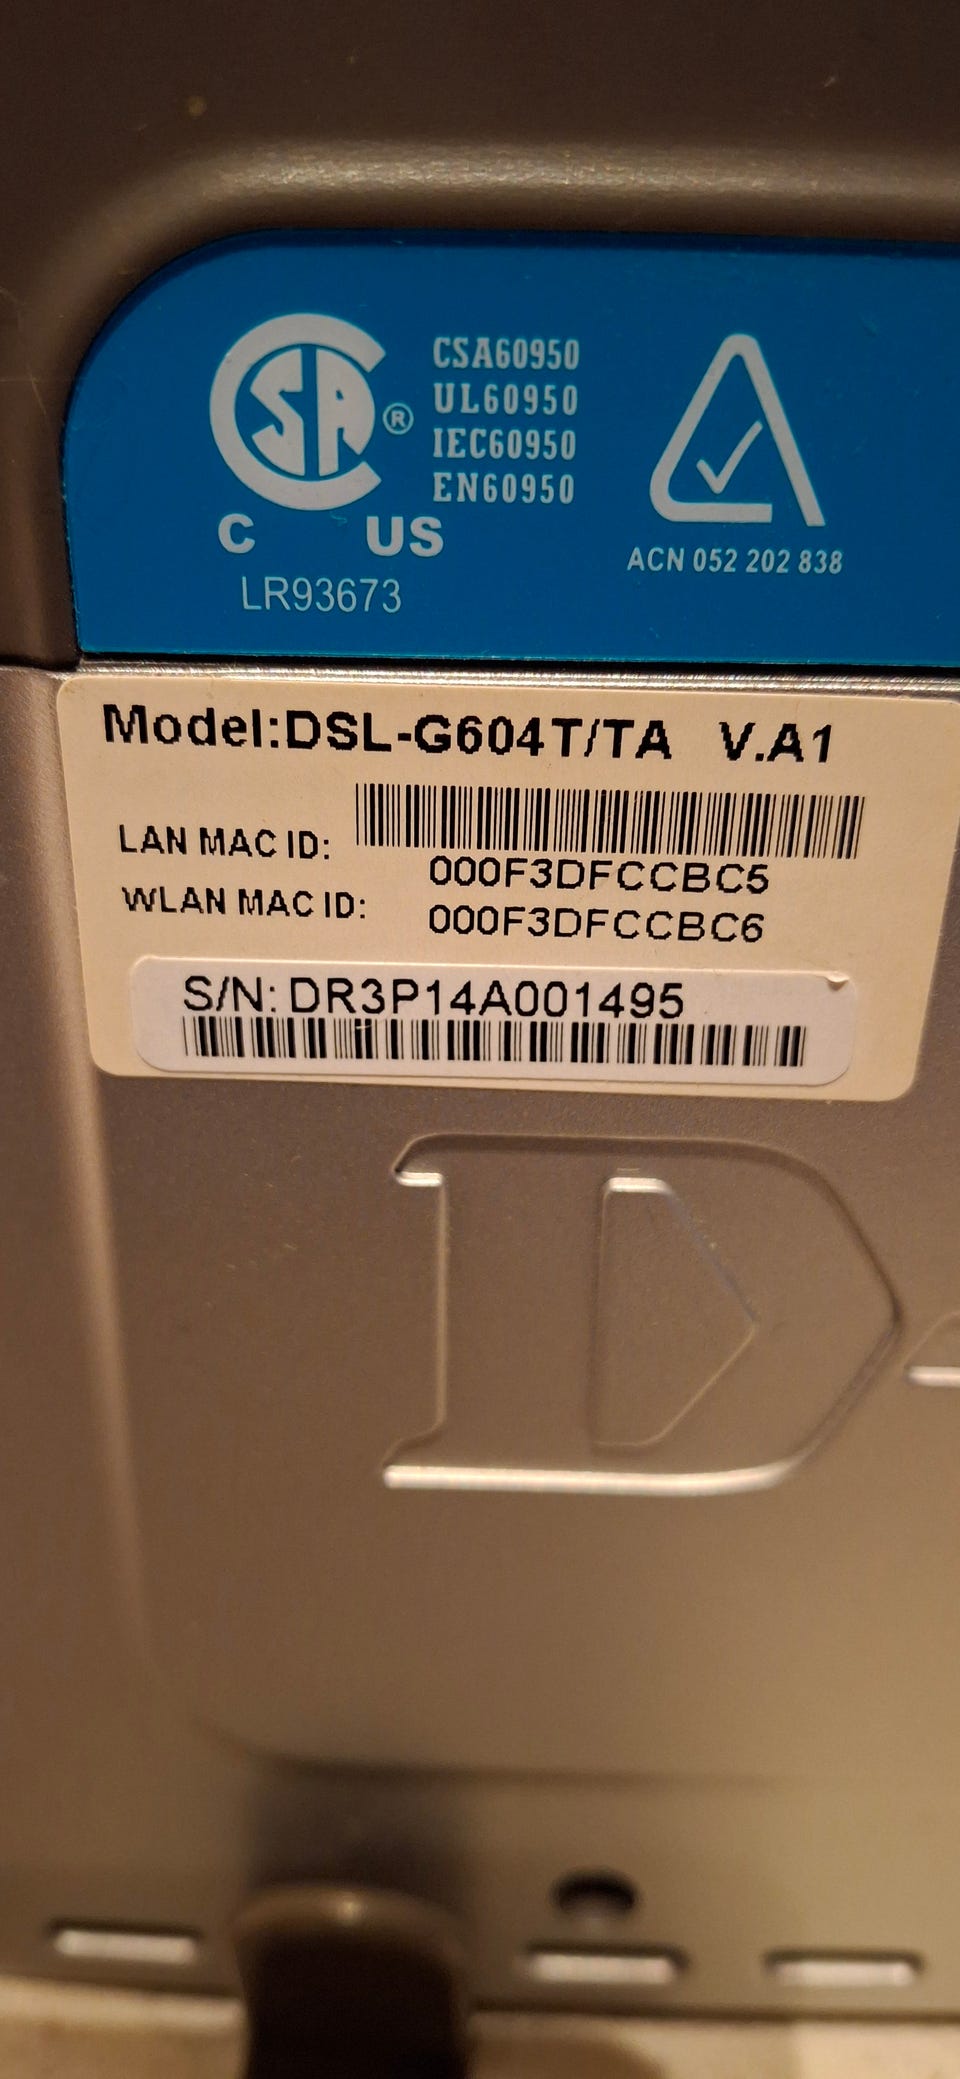 CSA® CSA60950
UL60950
IEC60950
EN60950
C US
LR93673
ACN 052 202 838
Model:DSL-G604T/TA V.A1
LAN MAC ID: 000F3DFCCBC5
WLAN MAC ID: 000F3DFCCBC6
S/N: DR3P14A001495
D-